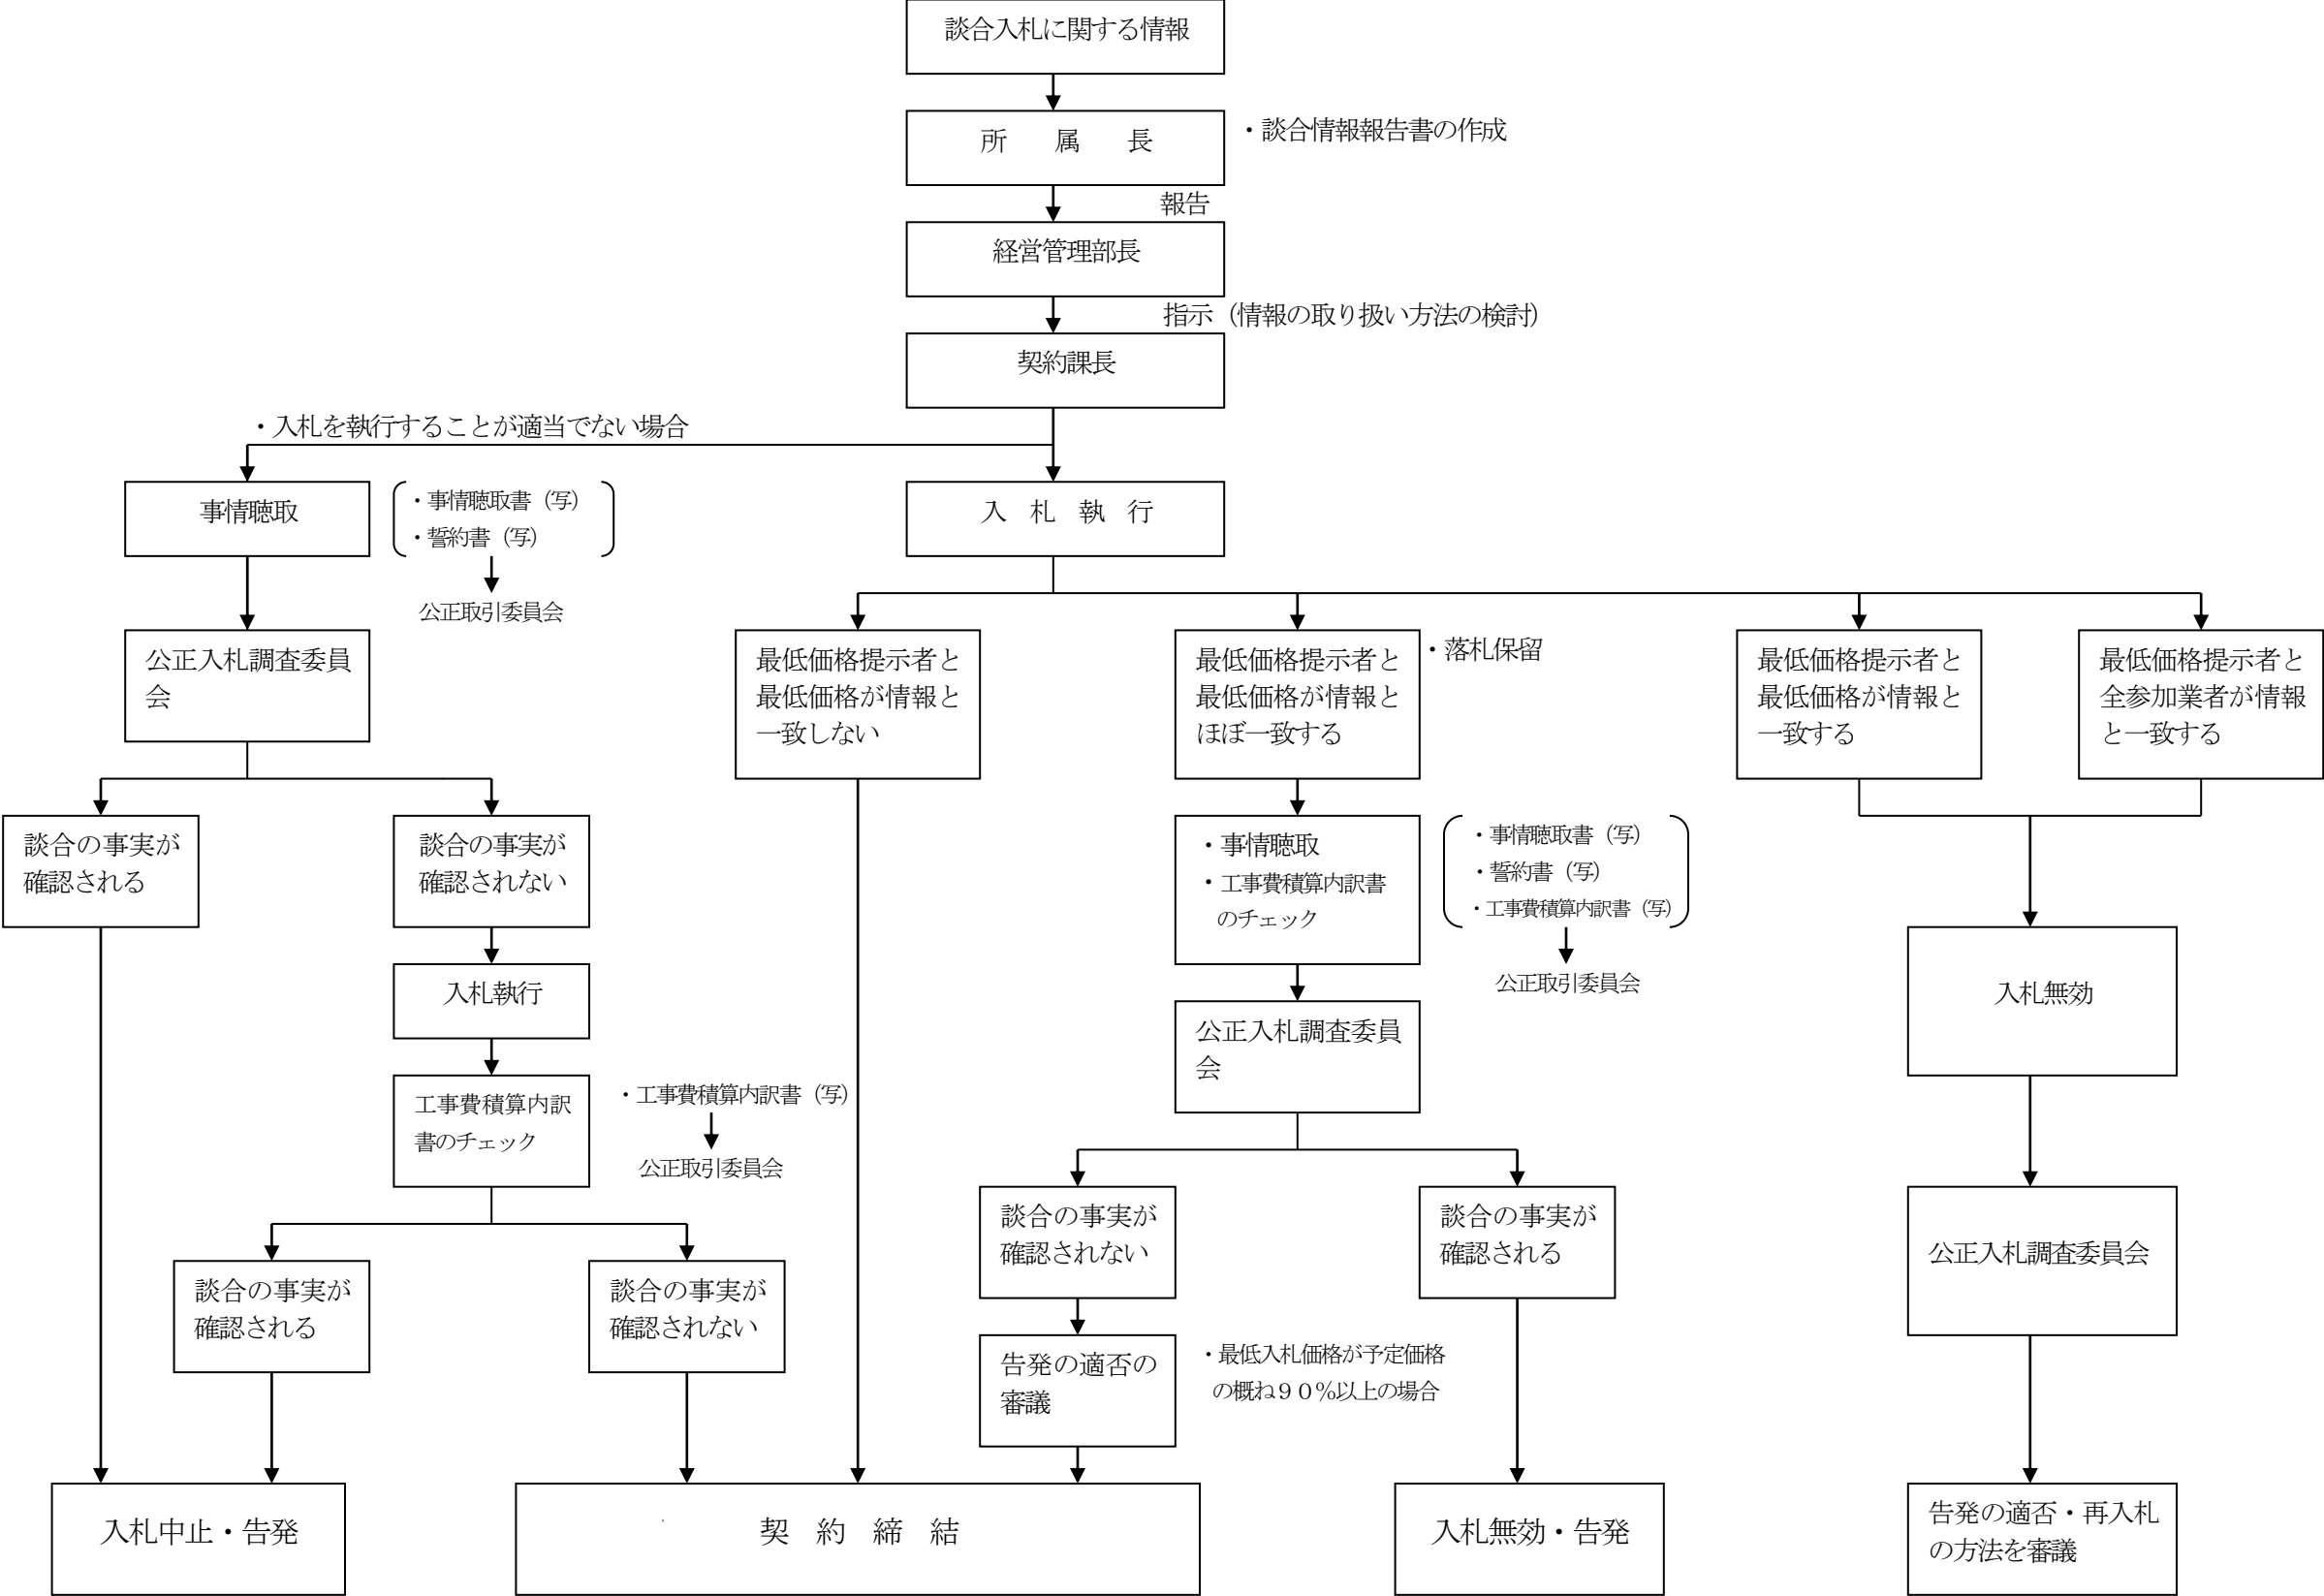 談合入札に関する情報
所　属　長
・談合情報報告書の作成
報告
経営管理部長
指示（情報の取り扱い方法の検討）
契約課長
・入札を執行することが適当でない場合
事情聴取
・事情聴取書（写）
・誓約書（写）
公正取引委員会
入　札　執　行
公正入札調査委員
会
最低価格提示者と
最低価格が情報と
一致しない
最低価格提示者と
最低価格が情報と
ほぼ一致する
・落札保留
最低価格提示者と
最低価格が情報と
一致する
最低価格提示者と
全参加業者が情報
と一致する
談合の事実が
確認される
談合の事実が
確認されない
・事情聴取
・工事費積算内訳書
のチェック
・事情聴取書（写）
・誓約書（写）
・工事費積算内訳書（写）
公正取引委員会
入札執行
入札無効
公正入札調査委員
会
工事費積算内訳
書のチェック
・工事費積算内訳書（写）
公正取引委員会
談合の事実が
確認されない
談合の事実が
確認される
公正入札調査委員会
談合の事実が
確認される
談合の事実が
確認されない
告発の適否の
審議
・最低入札価格が予定価格
の概ね９０％以上の場合
入札中止・告発
契　約　締　結
入札無効・告発
告発の適否・再入札
の方法を審議